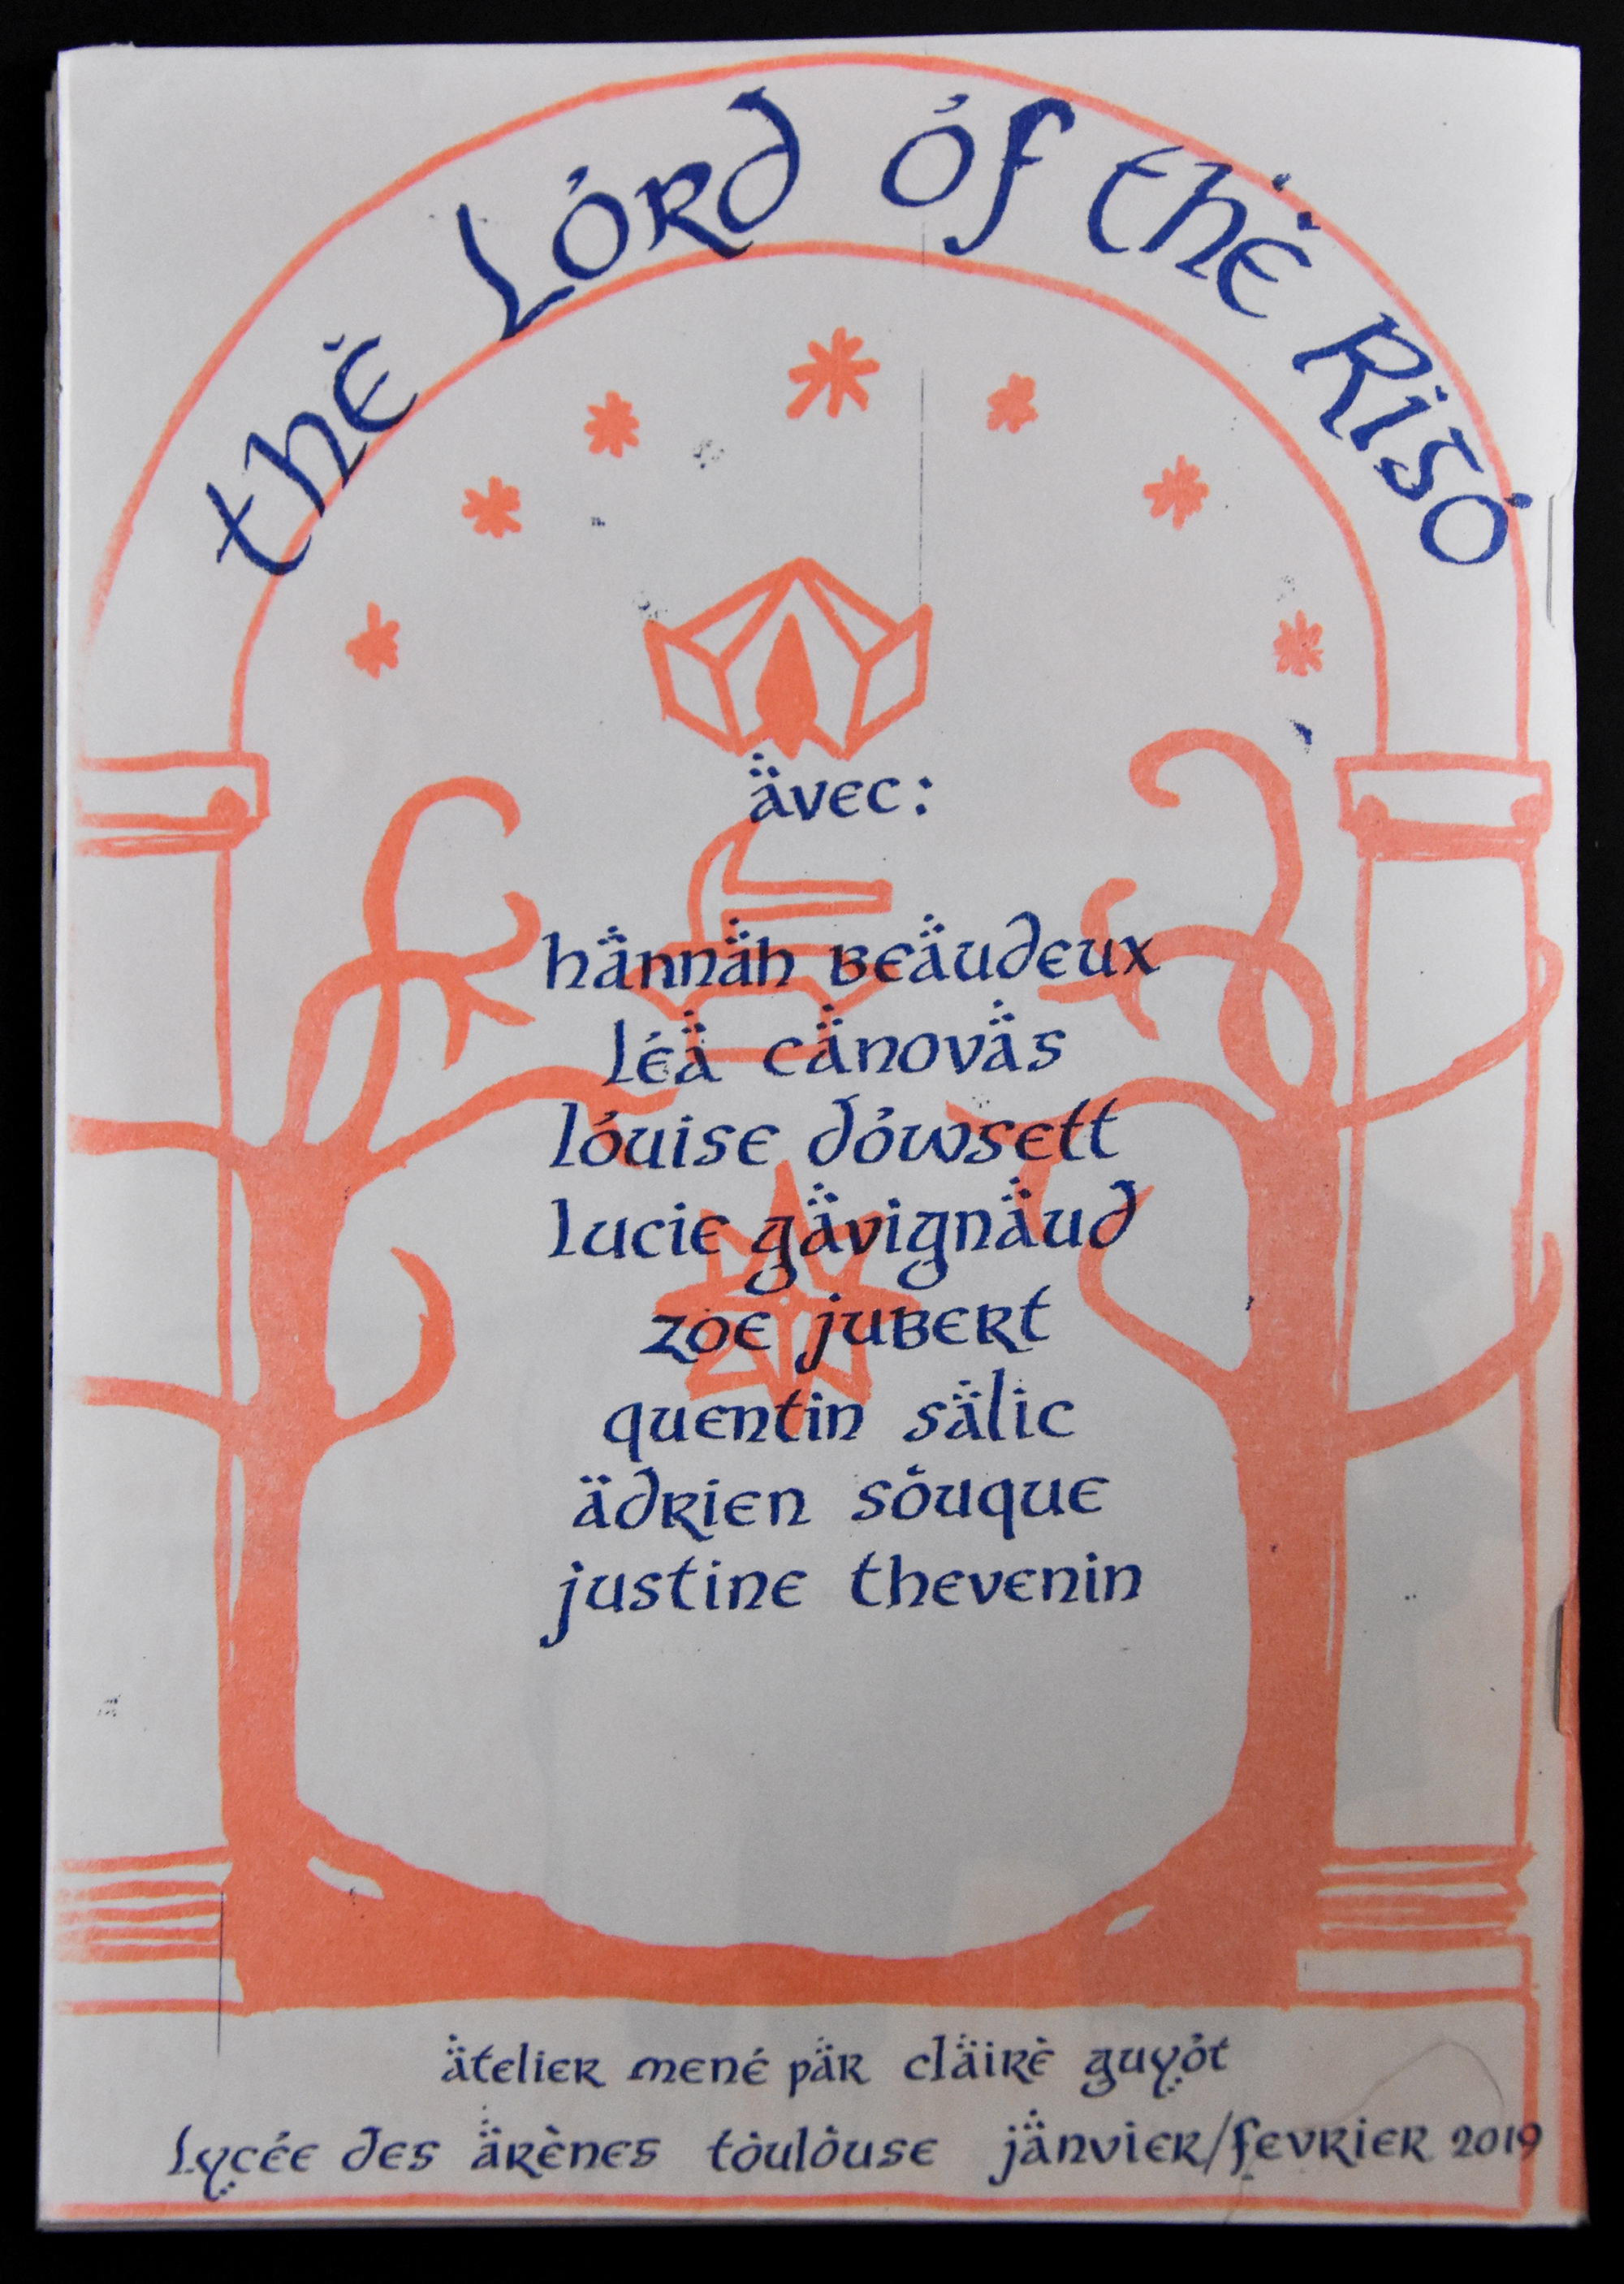 the Lord of the Riso
avec:
hannah Beaudeux
léa canovas
louise dowsett
lucie gavignaud
zoe jubert
quentin salic
adrien souque
justine thevenin
atelier mené par claire guyot
Lycée des arènes toulouse janvier/fevrier 2019